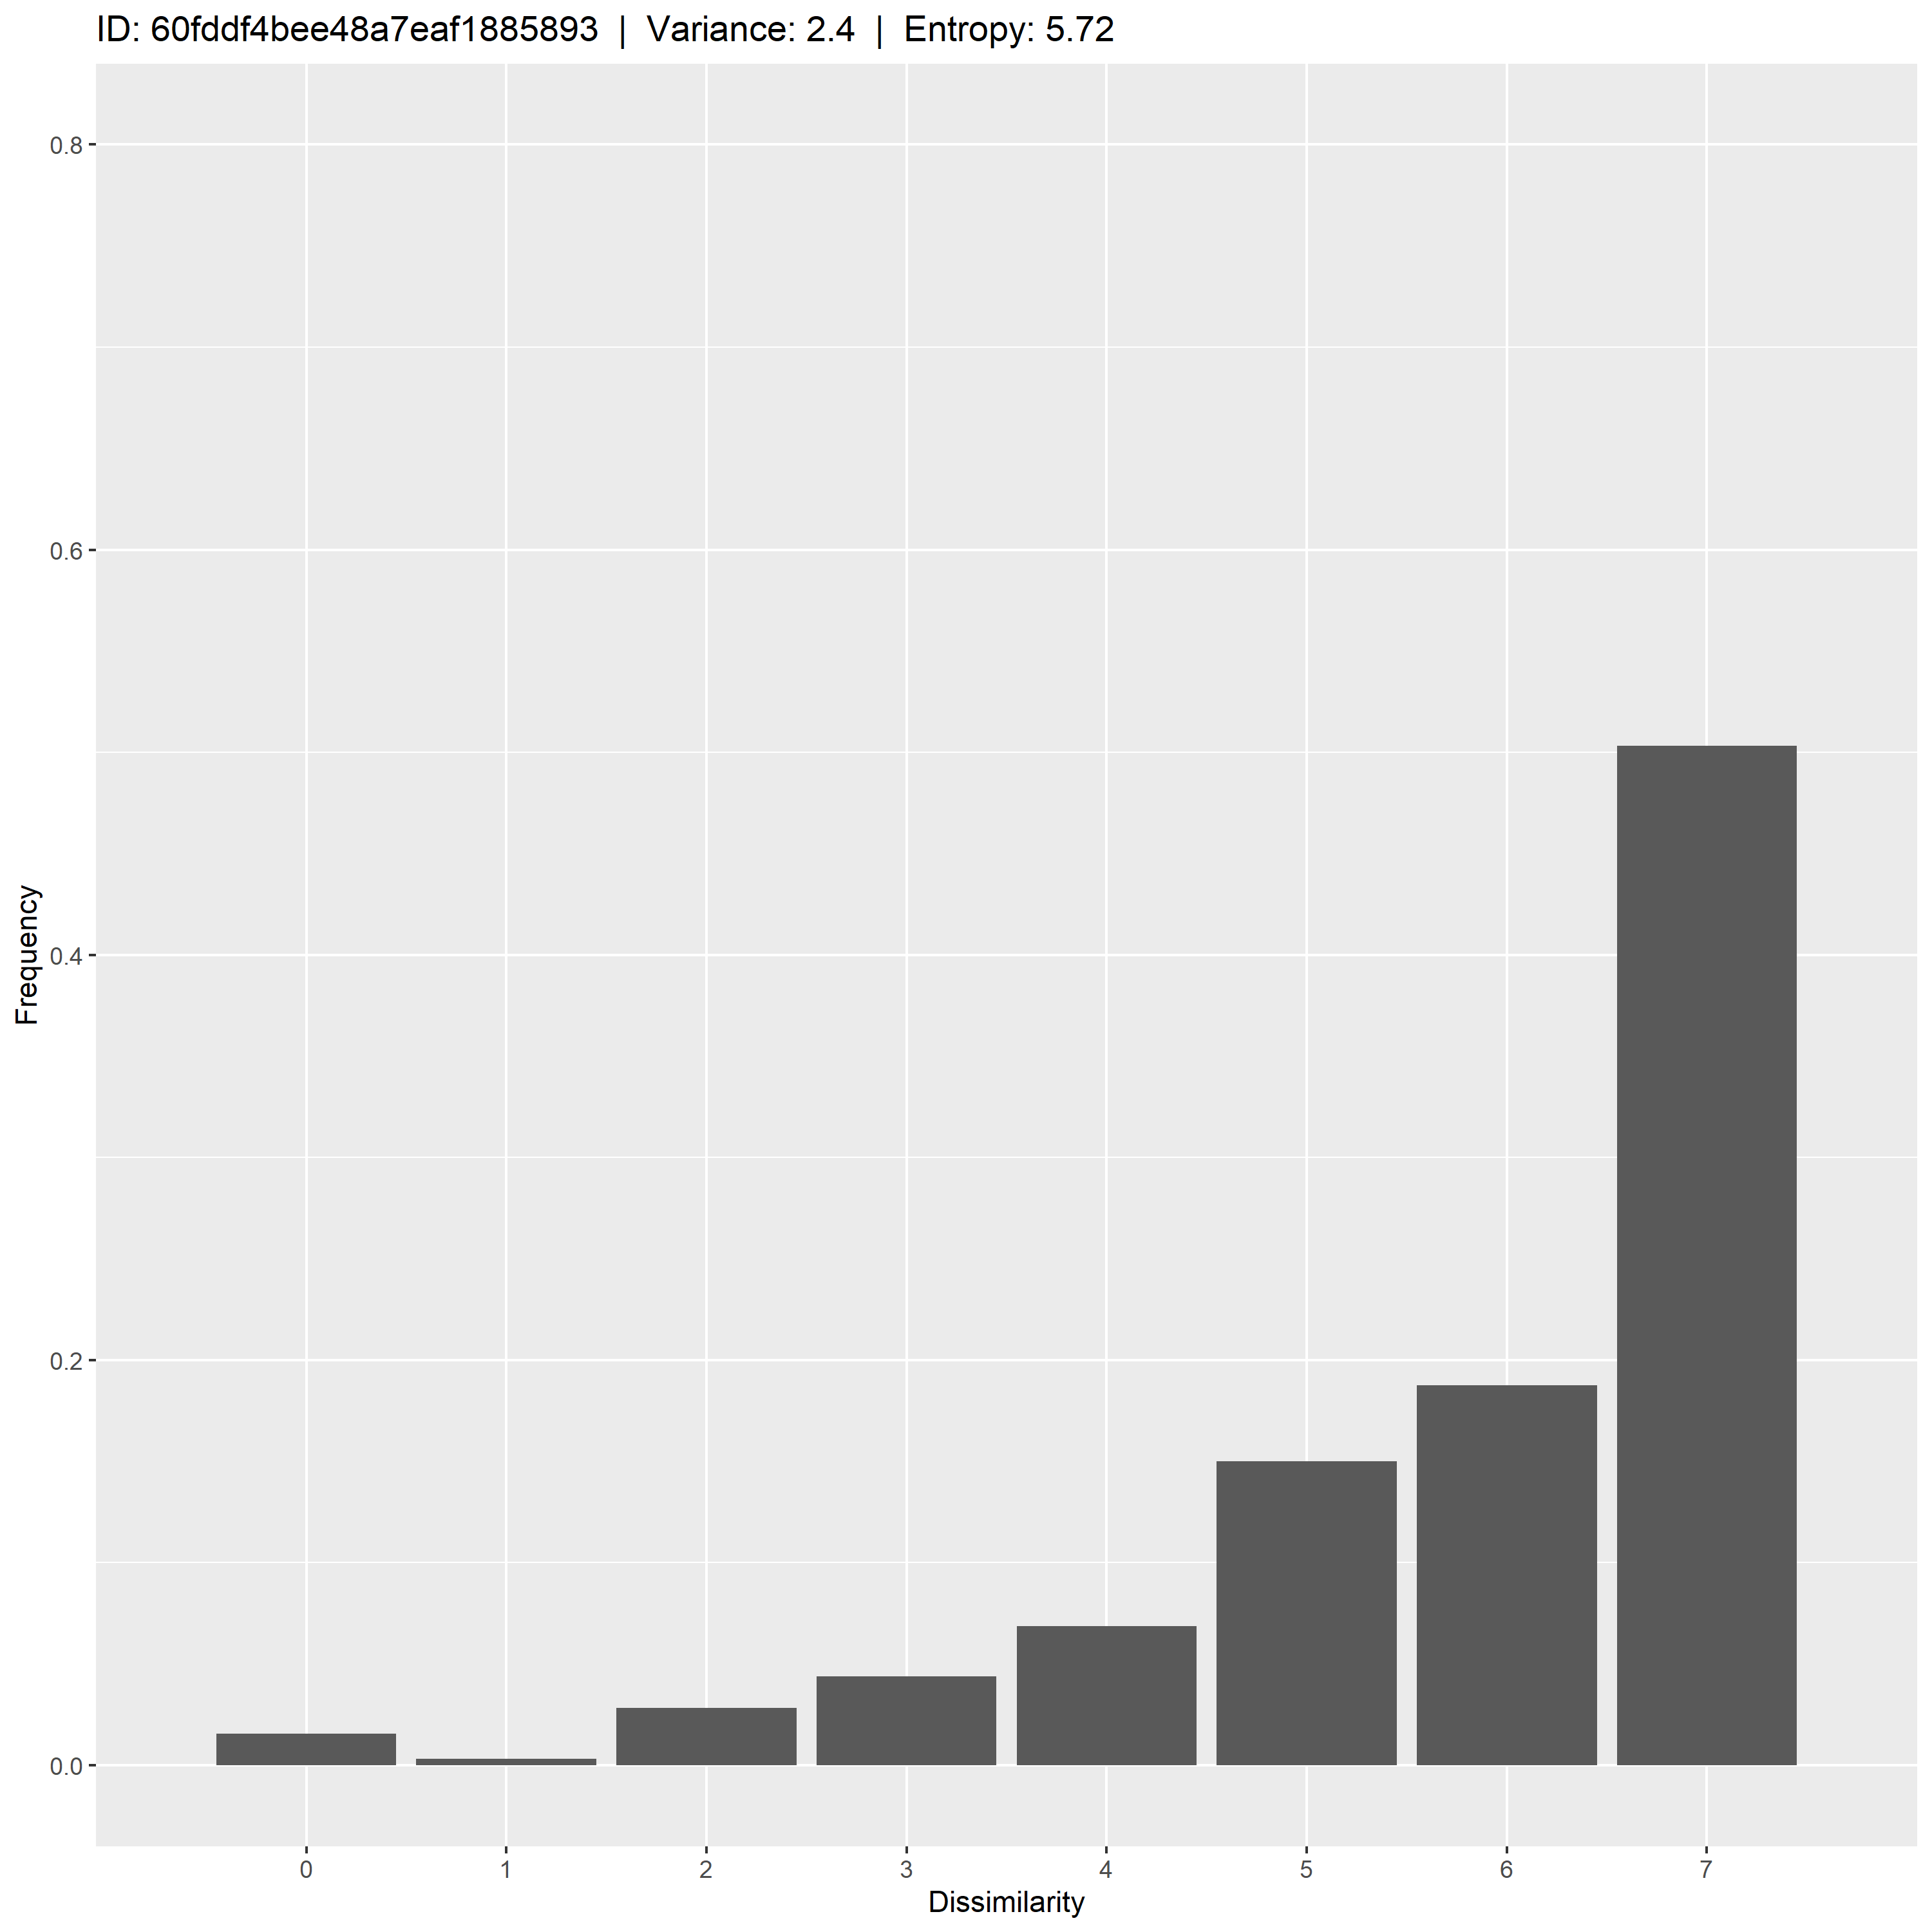 ID: 60fddf4bee48a7eaf1885893 | Variance: 2.4 | Entropy: 5.72
0.8
0.6
0.4
0.2
0.0
Frequency
0 1 2 3 4 5 6 7
Dissimilarity